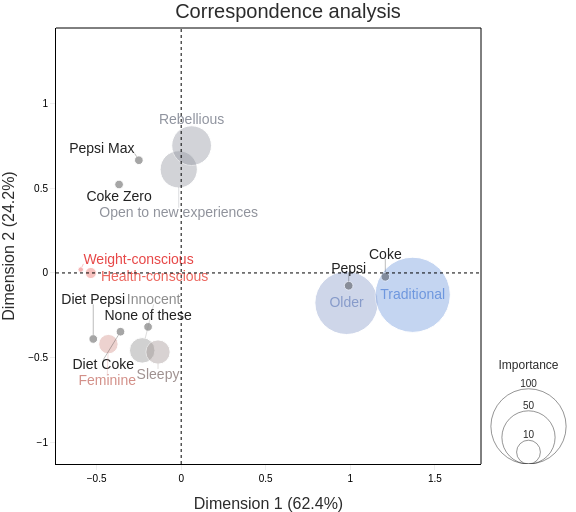 Correspondence analysis
Rebellious
Pepsi Max
Coke Zero
Open to new experiences
Weight-conscious
Health-conscious
Coke
Pepsi
Older
Traditional
Diet Pepsi
Innocent
None of these
Diet Coke
Feminine
Sleepy
1
0.5
0
−0.5
−1
−0.5
0
0.5
1
1.5
Dimension 1 (62.4%)
Dimension 2 (24.2%)
Importance
100
50
10